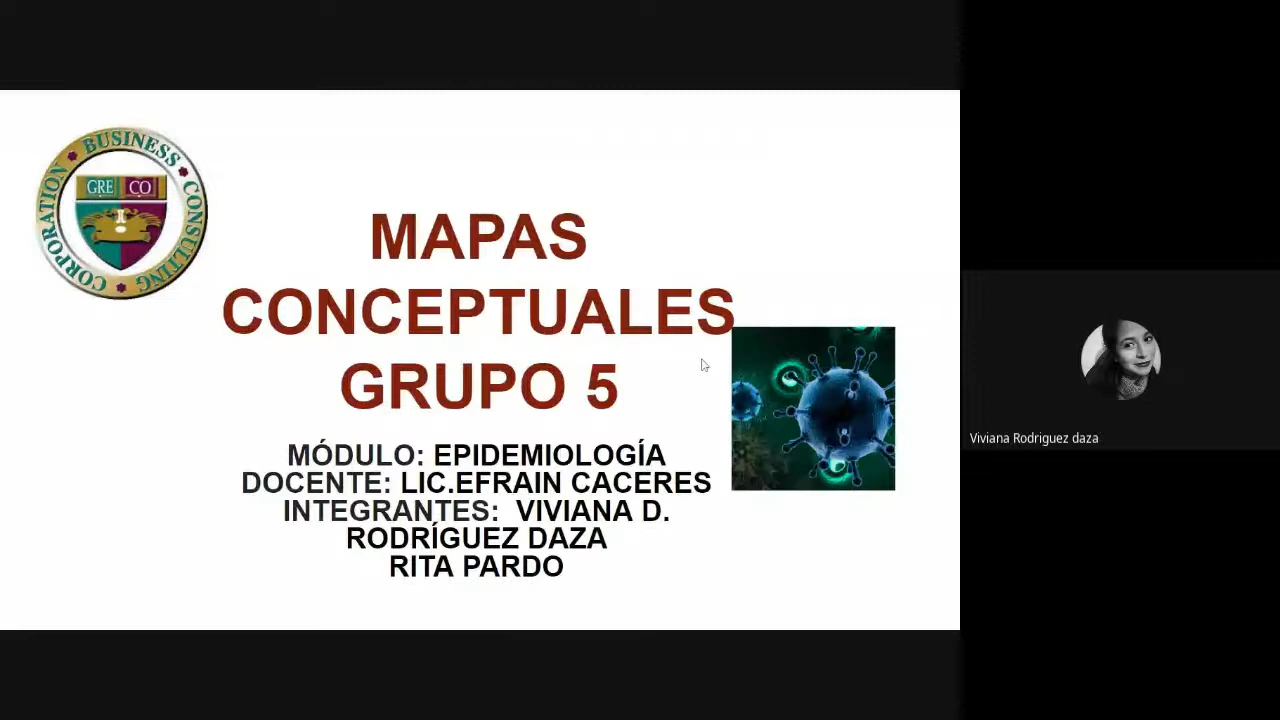 BUSINESS CONSULTING CORPORATION
GRE CO
MAPAS
CONCEPTUALES
GRUPO 5
MÓDULO: EPIDEMIOLOGÍA
DOCENTE: LIC.EFRAIN CACERES
INTEGRANTES: VIVIANA D.
RODRÍGUEZ DAZA
RITA PARDO
Viviana Rodriguez daza